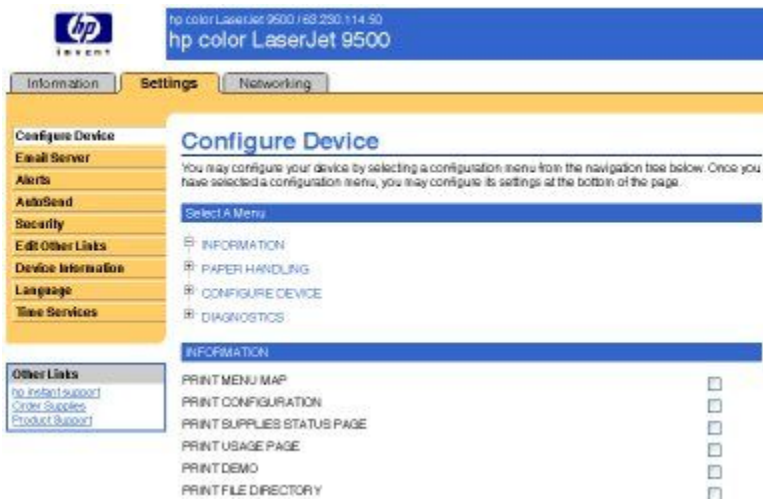 hp
invent
hp color LaserJet 9500 / 63.230.114.50
hp color LaserJet 9500
Information
Settings
Networking
Configure Device
Email Server
Alerts
AutoSend
Security
Edit Other Links
Device Information
Language
Time Services
Other Links
hp instant support
Order Supplies
Product Support
Configure Device
You may configure your device by selecting a configuration menu from the navigation tree below. Once you
have selected a configuration menu, you may configure its settings at the bottom of the page.
Select A Menu
INFORMATION
PAPER HANDLING
CONFIGURE DEVICE
DIAGNOSTICS
INFORMATION
PRINT MENU MAP
PRINT CONFIGURATION
PRINT SUPPLIES STATUS PAGE
PRINT USAGE PAGE
PRINT DEMO
PRINT FILE DIRECTORY